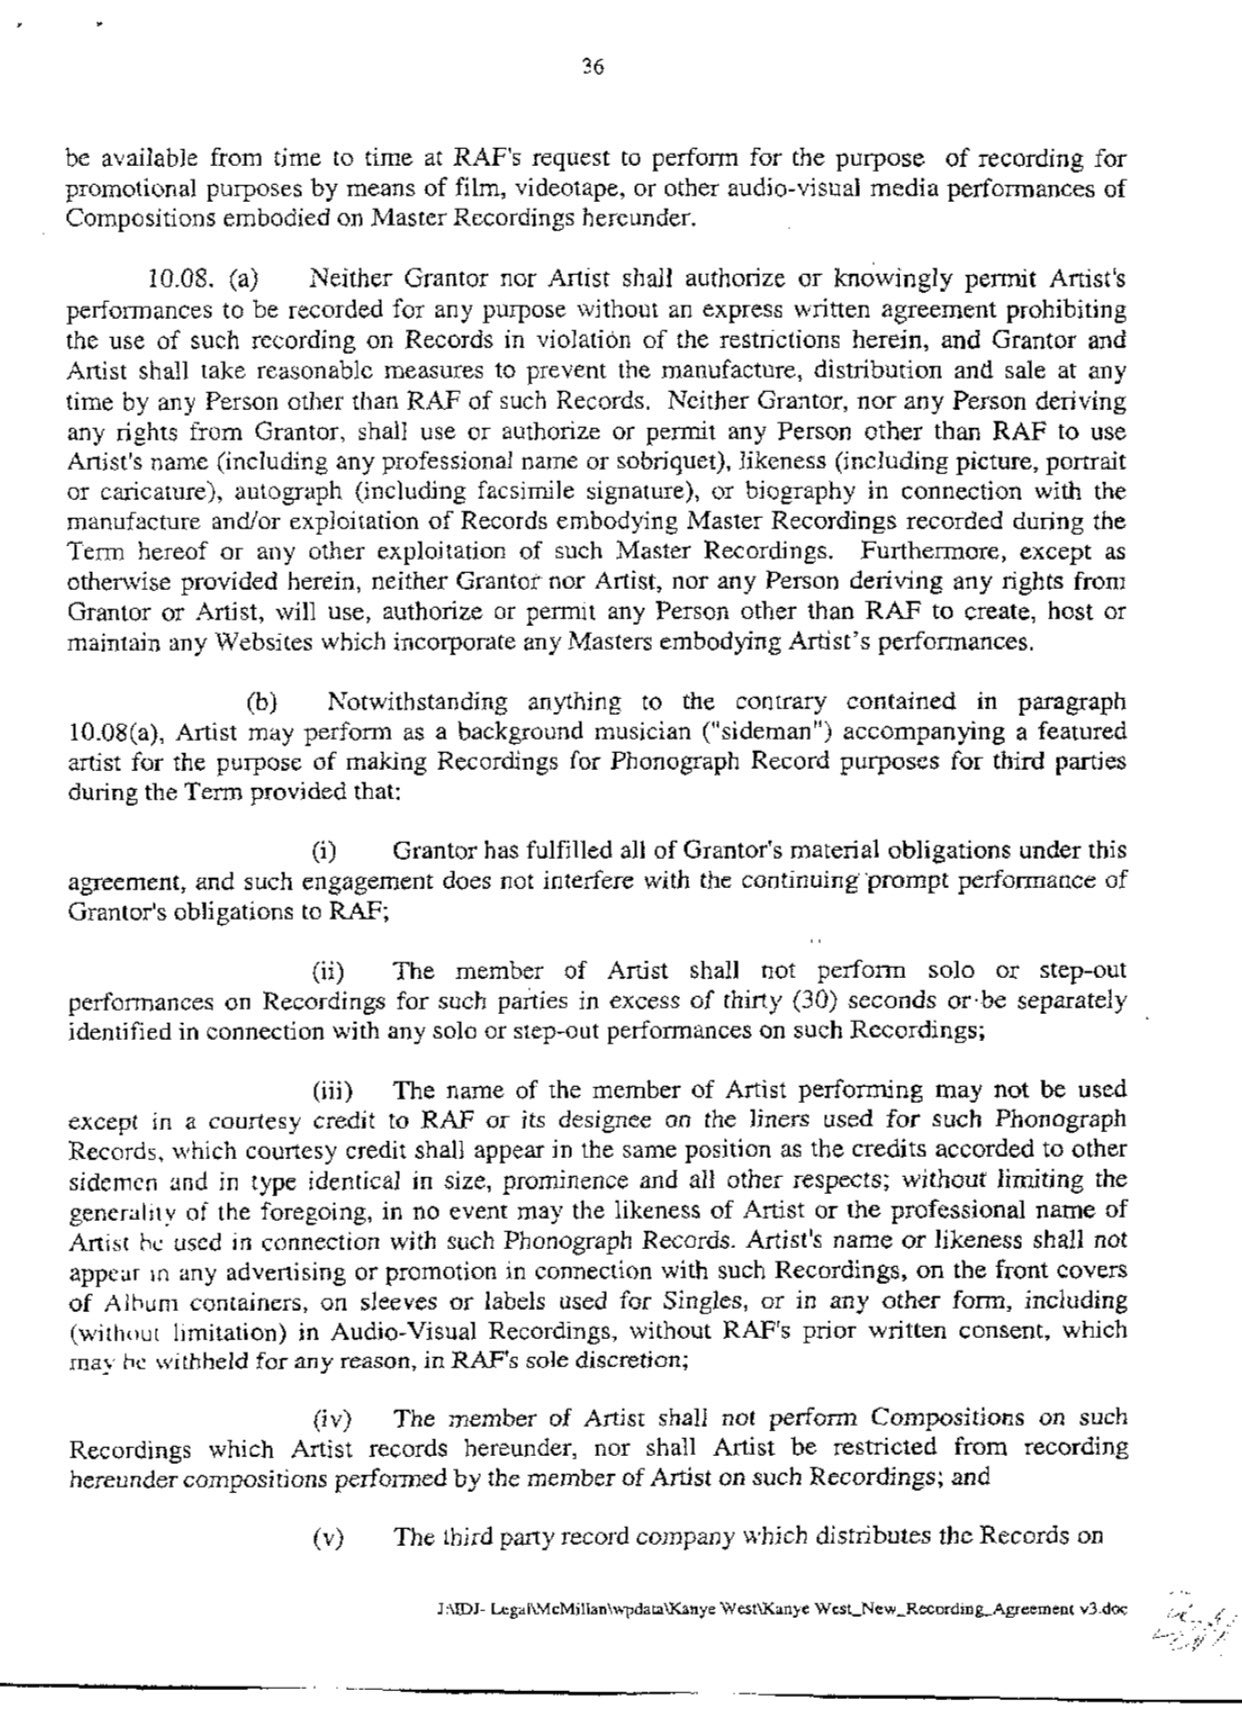 36
be available from time to time at RAF's request to perform for the purpose of recording for
promotional purposes by means of film, videotape, or other audio-visual media performances of
Compositions embodied on Master Recordings hereunder.
10.08. (a) Neither Grantor nor Artist shall authorize or knowingly permit Artist's
performances to be recorded for any purpose without an express written agreement prohibiting
the use of such recording on Records in violation of the restrictions herein, and Grantor and
Artist shall take reasonable measures to prevent the manufacture, distribution and sale at any
time by any Person other than RAF of such Records. Neither Grantor, nor any Person deriving
any rights from Grantor, shall use or authorize or permit any Person other than RAF to use
Artist's name (including any professional name or sobriquet), likeness (including picture, portrait
or caricature), autograph (including facsimile signature), or biography in connection with the
manufacture and/or exploitation of Records embodying Master Recordings recorded during the
Term hereof or any other exploitation of such Master Recordings. Furthermore, except as
otherwise provided herein, neither Grantor nor Artist, nor any Person deriving any rights from
Grantor or Artist, will use, authorize or permit any Person other than RAF to create, host or
maintain any Websites which incorporate any Masters embodying Artist's performances.
(b) Notwithstanding anything to the contrary contained in paragraph
10.08(a), Artist may perform as a background musician ("sideman") accompanying a featured
artist for the purpose of making Recordings for Phonograph Record purposes for third parties
during the Term provided that:
(i) Grantor has fulfilled all of Grantor's material obligations under this
agreement, and such engagement does not interfere with the continuing prompt performance of
Grantor's obligations to RAF;
(ii) The member of Artist shall not perform solo or step-out
performances on Recordings for such parties in excess of thirty (30) seconds or be separately
identified in connection with any solo or step-out performances on such Recordings;
(iii) The name of the member of Artist performing may not be used
except in a courtesy credit to RAF or its designee on the liners used for such Phonograph
Records, which courtesy credit shall appear in the same position as the credits accorded to other
sidemen and in type identical in size, prominence and all other respects; without limiting the
generality of the foregoing, in no event may the likeness of Artist or the professional name of
Artist be used in connection with such Phonograph Records. Artist's name or likeness shall not
appear in any advertising or promotion in connection with such Recordings, on the front covers
of Album containers, on sleeves or labels used for Singles, or in any other form, including
(without limitation) in Audio-Visual Recordings, without RAF's prior written consent, which
may be withheld for any reason, in RAF's sole discretion;
(iv) The member of Artist shall not perform Compositions on such
Recordings which Artist records hereunder, nor shall Artist be restricted from recording
hereunder compositions performed by the member of Artist on such Recordings; and
(v) The third party record company which distributes the Records on
J:\IDJ- Legal\McMillan\wpdata\Kanye West\Kanye West_New_Recording_Agreement v3.doc